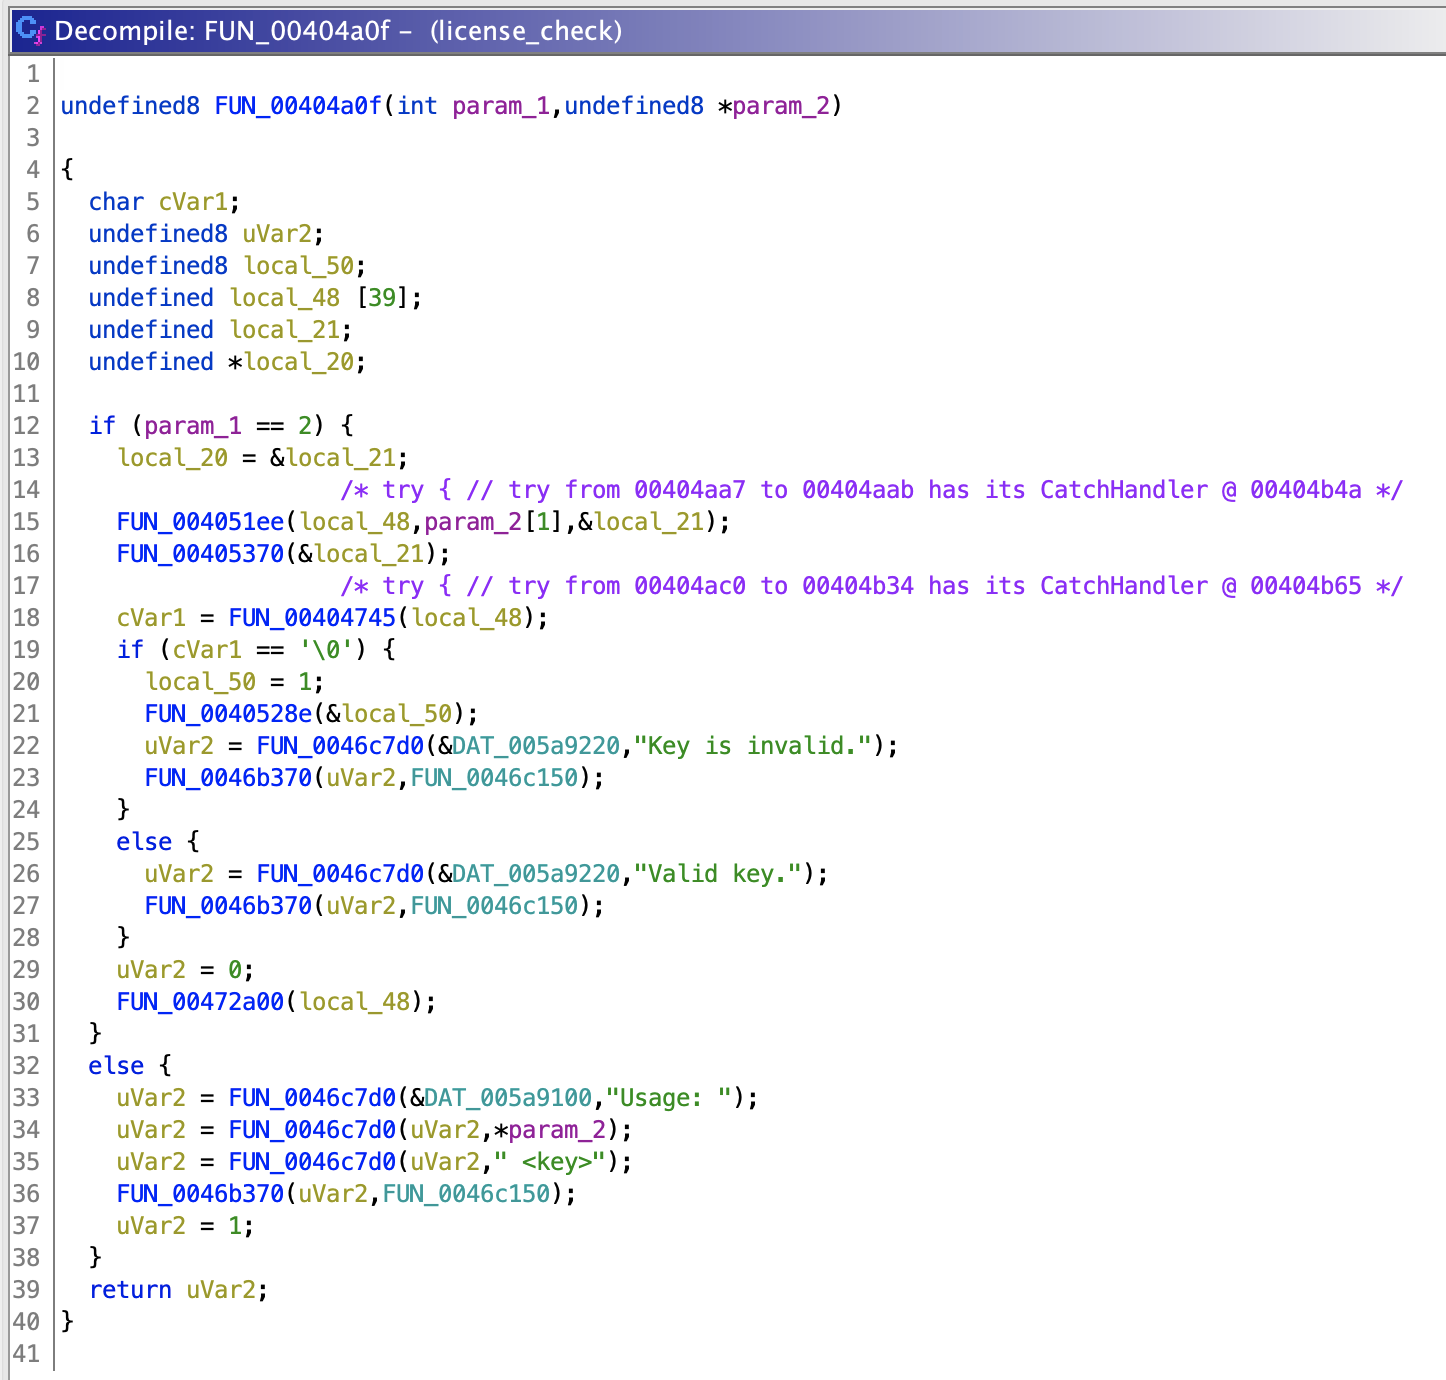 Decompile: FUN_00404a0f –  (license_check)
1
2 undefined8 FUN_00404a0f(int param_1,undefined8 *param_2)
3
4 {
5   char cVar1;
6   undefined8 uVar2;
7   undefined8 local_50;
8   undefined local_48 [39];
9   undefined local_21;
10   undefined *local_20;
11
12   if (param_1 == 2) {
13     local_20 = &local_21;
14                     /* try { // try from 00404aa7 to 00404aab has its CatchHandler @ 00404b4a */
15     FUN_004051ee(local_48,param_2[1],&local_21);
16     FUN_00405370(&local_21);
17                     /* try { // try from 00404ac0 to 00404b34 has its CatchHandler @ 00404b65 */
18     cVar1 = FUN_00404745(local_48);
19     if (cVar1 == '\0') {
20       local_50 = 1;
21       FUN_0040528e(&local_50);
22       uVar2 = FUN_0046c7d0(&DAT_005a9220,"Key is invalid.");
23       FUN_0046b370(uVar2,FUN_0046c150);
24     }
25     else {
26       uVar2 = FUN_0046c7d0(&DAT_005a9220,"Valid key.");
27       FUN_0046b370(uVar2,FUN_0046c150);
28     }
29     uVar2 = 0;
30     FUN_00472a00(local_48);
31   }
32   else {
33     uVar2 = FUN_0046c7d0(&DAT_005a9100,"Usage: ");
34     uVar2 = FUN_0046c7d0(uVar2,*param_2);
35     uVar2 = FUN_0046c7d0(uVar2," <key>");
36     FUN_0046b370(uVar2,FUN_0046c150);
37     uVar2 = 1;
38   }
39   return uVar2;
40 }
41